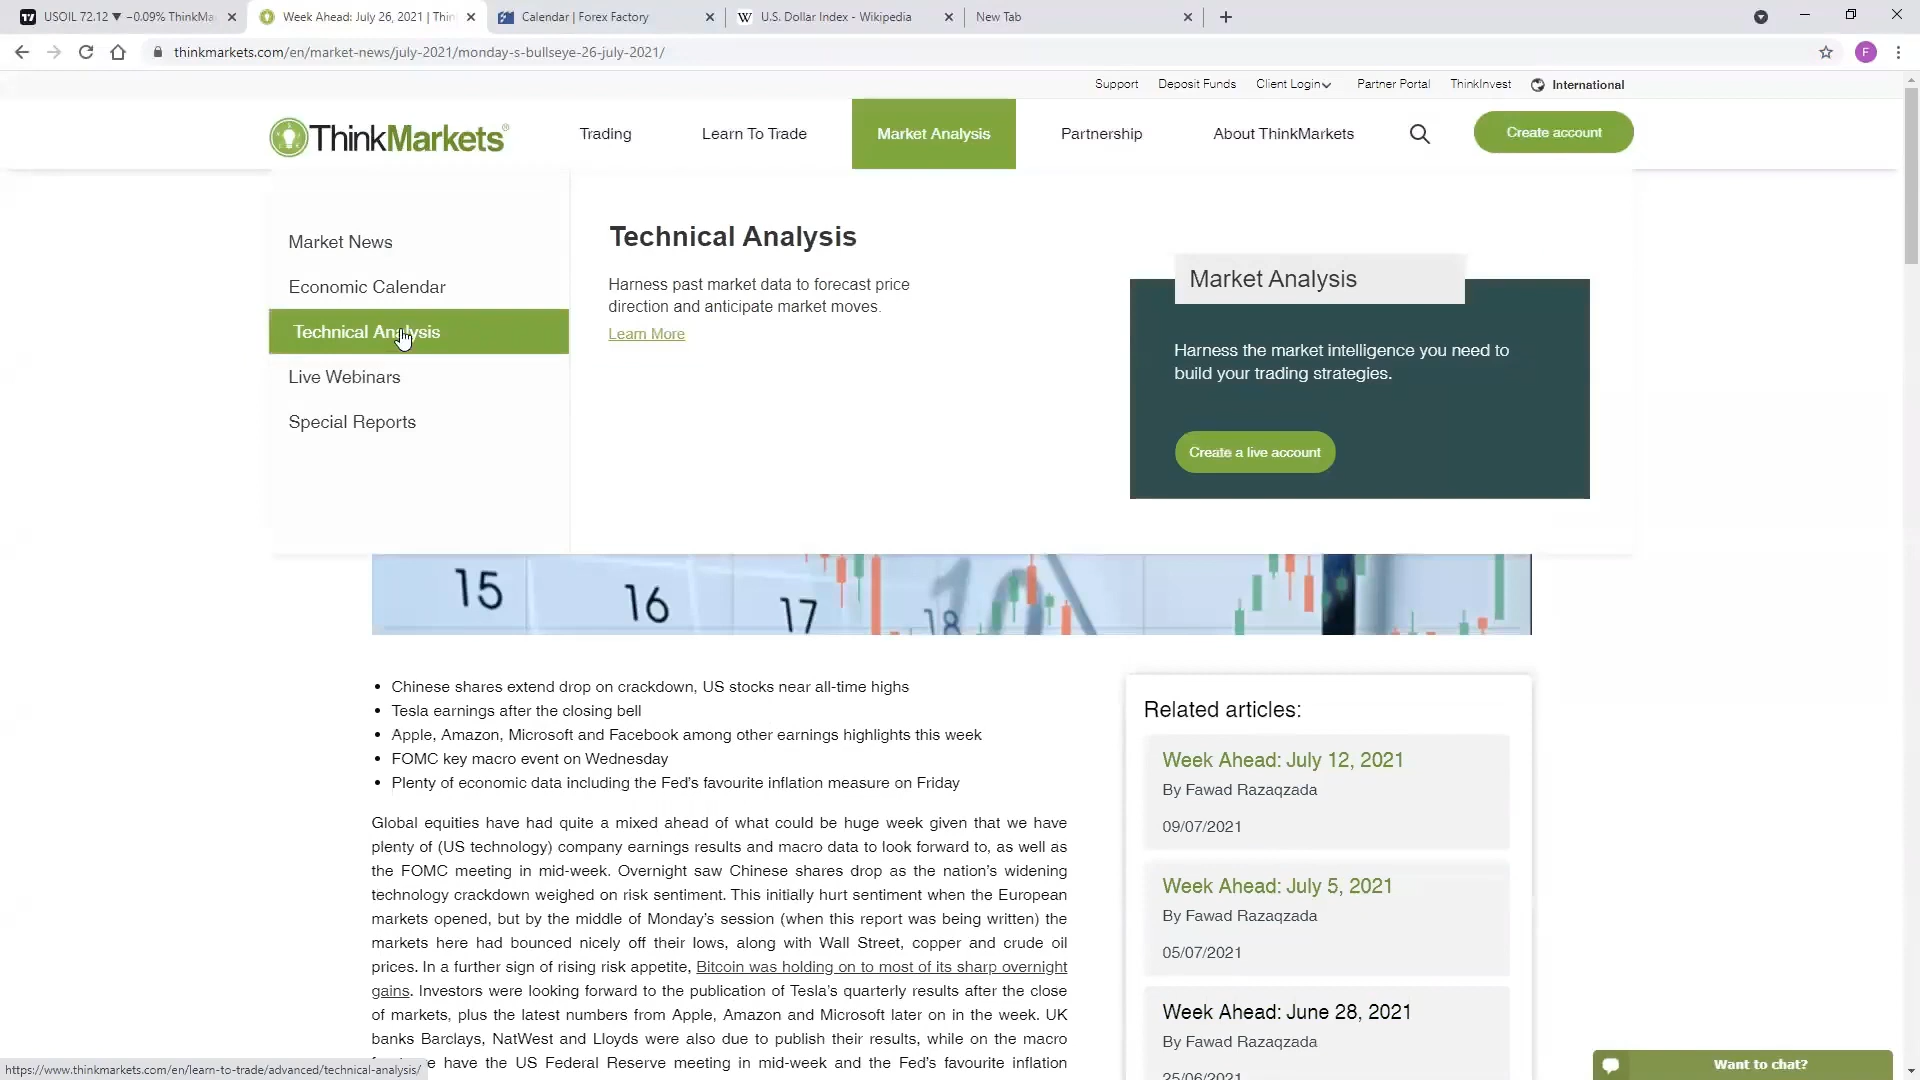 USOIL 72.12 ▼ −0.09% ThinkMa
Week Ahead: July 26, 2021 | Thin
Calendar | Forex Factory
W U.S. Dollar Index - Wikipedia
New Tab
thinkmarkets.com/en/market-news/july-2021/monday-s-bullseye-26-july-2021/
F
Support Deposit Funds Client Login Partner Portal ThinkInvest International
ThinkMarkets®
Trading Learn To Trade Market Analysis Partnership About ThinkMarkets Create account
Market News
Economic Calendar
Technical Analysis
Live Webinars
Special Reports
Technical Analysis
Harness past market data to forecast price
direction and anticipate market moves.
Learn More
Market Analysis
Harness the market intelligence you need to
build your trading strategies.
Create a live account
15 16 17 18 19
• Chinese shares extend drop on crackdown, US stocks near all-time highs
• Tesla earnings after the closing bell
• Apple, Amazon, Microsoft and Facebook among other earnings highlights this week
• FOMC key macro event on Wednesday
• Plenty of economic data including the Fed's favourite inflation measure on Friday
Global equities have had quite a mixed ahead of what could be huge week given that we have
plenty of (US technology) company earnings results and macro data to look forward to, as well as
the FOMC meeting in mid-week. Overnight saw Chinese shares drop as the nation's widening
technology crackdown weighed on risk sentiment. This initially hurt sentiment when the European
markets opened, but by the middle of Monday's session (when this report was being written) the
markets here had bounced nicely off their lows, along with Wall Street, copper and crude oil
prices. In a further sign of rising risk appetite, Bitcoin was holding on to most of its sharp overnight
gains. Investors were looking forward to the publication of Tesla's quarterly results after the close
of markets, plus the latest numbers from Apple, Amazon and Microsoft later on in the week. UK
banks Barclays, NatWest and Lloyds were also due to publish their results, while on the macro
have the US Federal Reserve meeting in mid-week and the Fed's favourite inflation
Related articles:
Week Ahead: July 12, 2021
By Fawad Razaqzada
09/07/2021
Week Ahead: July 5, 2021
By Fawad Razaqzada
05/07/2021
Week Ahead: June 28, 2021
By Fawad Razaqzada
25/06/2021
Want to chat?
https://www.thinkmarkets.com/en/learn-to-trade/advanced/technical-analysis/